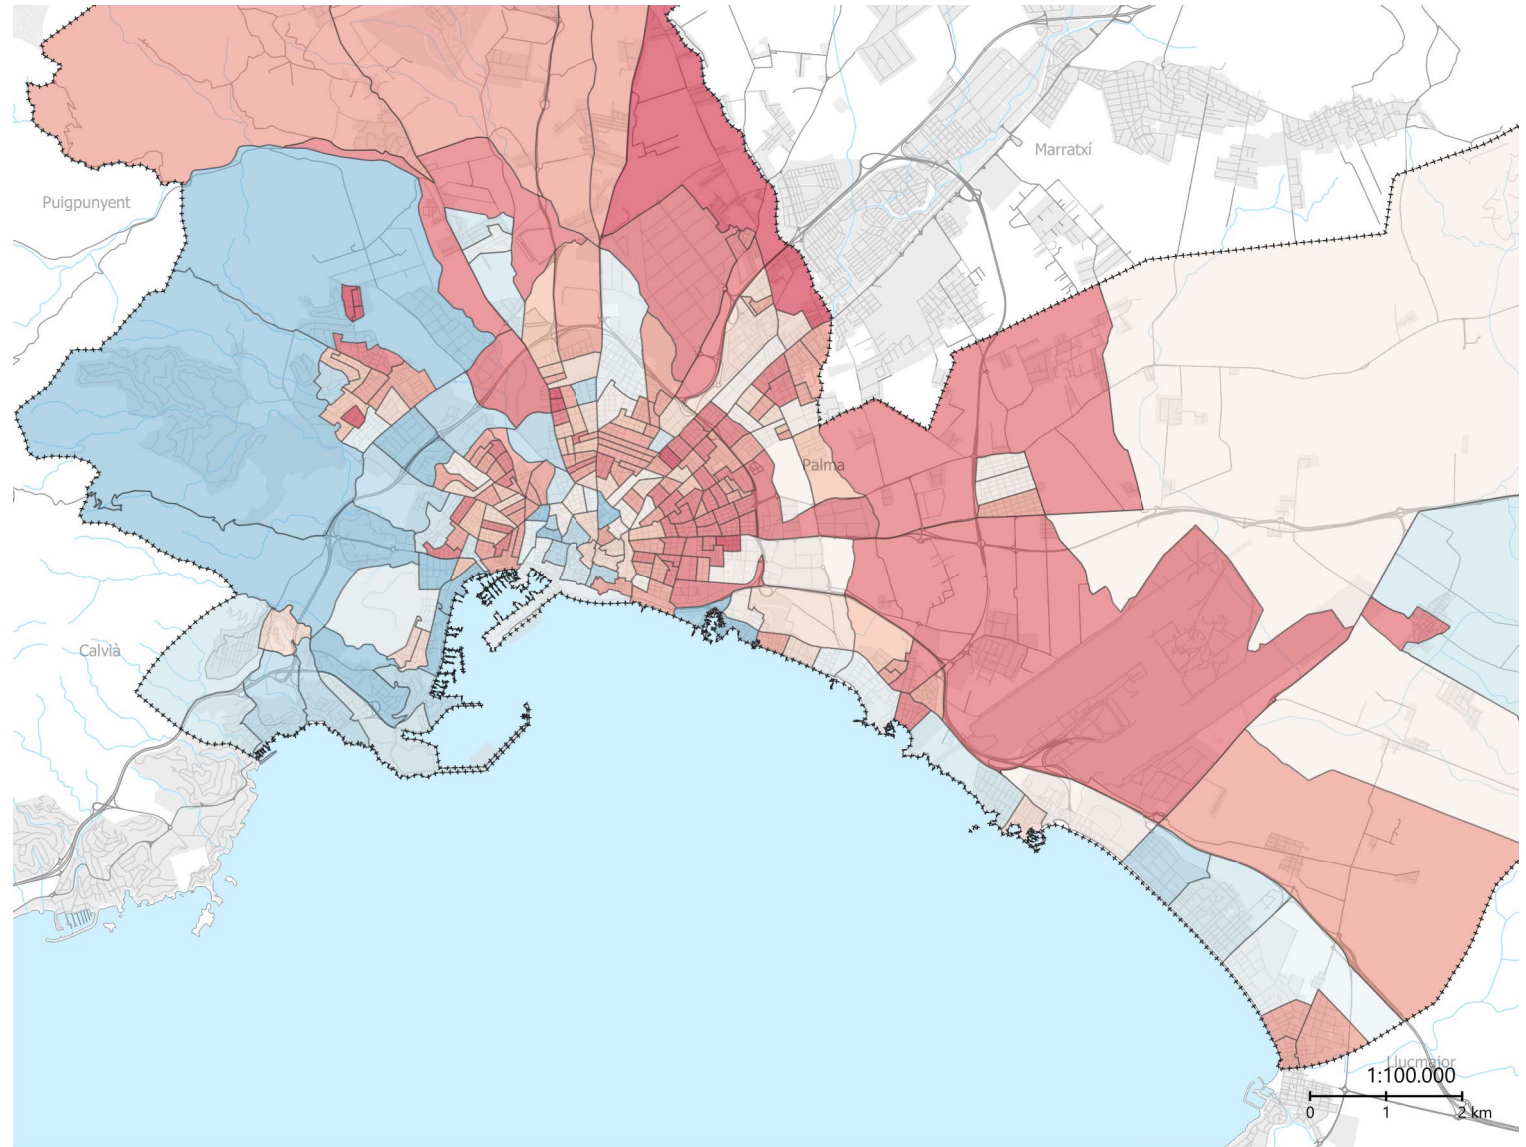 Marratxí
Puigpunyent
Palma
Calvià
Llucmajor
1:100.000
0 1 2 km